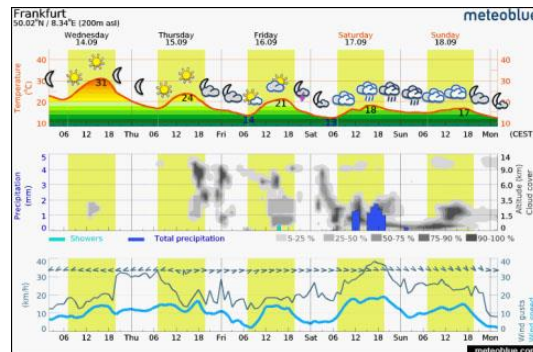 Frankfurt
50.02°N / 8.34°E (200m asl)
meteoblue
Wednesday Thursday Friday Saturday Sunday
14.09 15.09 16.09 17.09 18.09
Temperature (°C)
40 40
30 30
20 20
10 10
31 24 14 21 13 18 17
06 12 18 Thu 06 12 18 Fri 06 12 18 Sat 06 12 18 Sun 06 12 18 Mon (CEST)
Precipitation (mm)
5 14
4 9.0
3 6.0
2 3.5
1 1.5
0 0
Altitude (km)
Cloud cover
Showers Total precipitation 5-25 % 25-50 % 50-75 % 75-90 % 90-100 %
(km/h)
40 40
30 30
20 20
10 10
0 0
Wind gusts
Wind speed
06 12 18 Thu 06 12 18 Fri 06 12 18 Sat 06 12 18 Sun 06 12 18 Mon
meteoblue.com